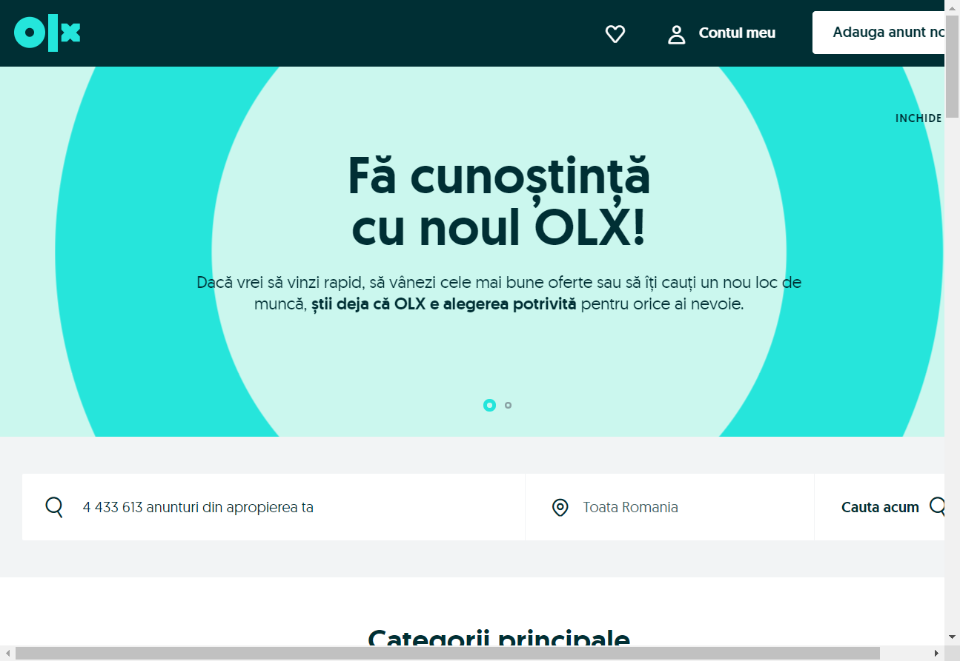 olx
Contul meu
Adauga anunt
INCHIDE
Fă cunoștință
cu noul OLX!
Dacă vrei să vinzi rapid, să vânezi cele mai bune oferte sau să îți cauți un nou loc de
muncă, știi deja că OLX e alegerea potrivită pentru orice ai nevoie.
4 433 613 anunturi din apropierea ta
Toata Romania
Cauta acum
Categorii principale